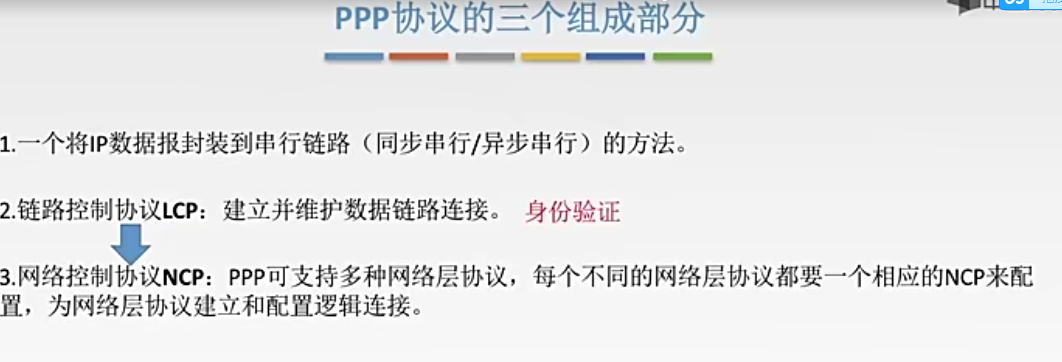 PPP协议的三个组成部分
1.一个将IP数据报封装到串行链路（同步串行/异步串行）的方法。
2.链路控制协议LCP：建立并维护数据链路连接。 身份验证
3.网络控制协议NCP：PPP可支持多种网络层协议，每个不同的网络层协议都要一个相应的NCP来配
置，为网络层协议建立和配置逻辑连接。